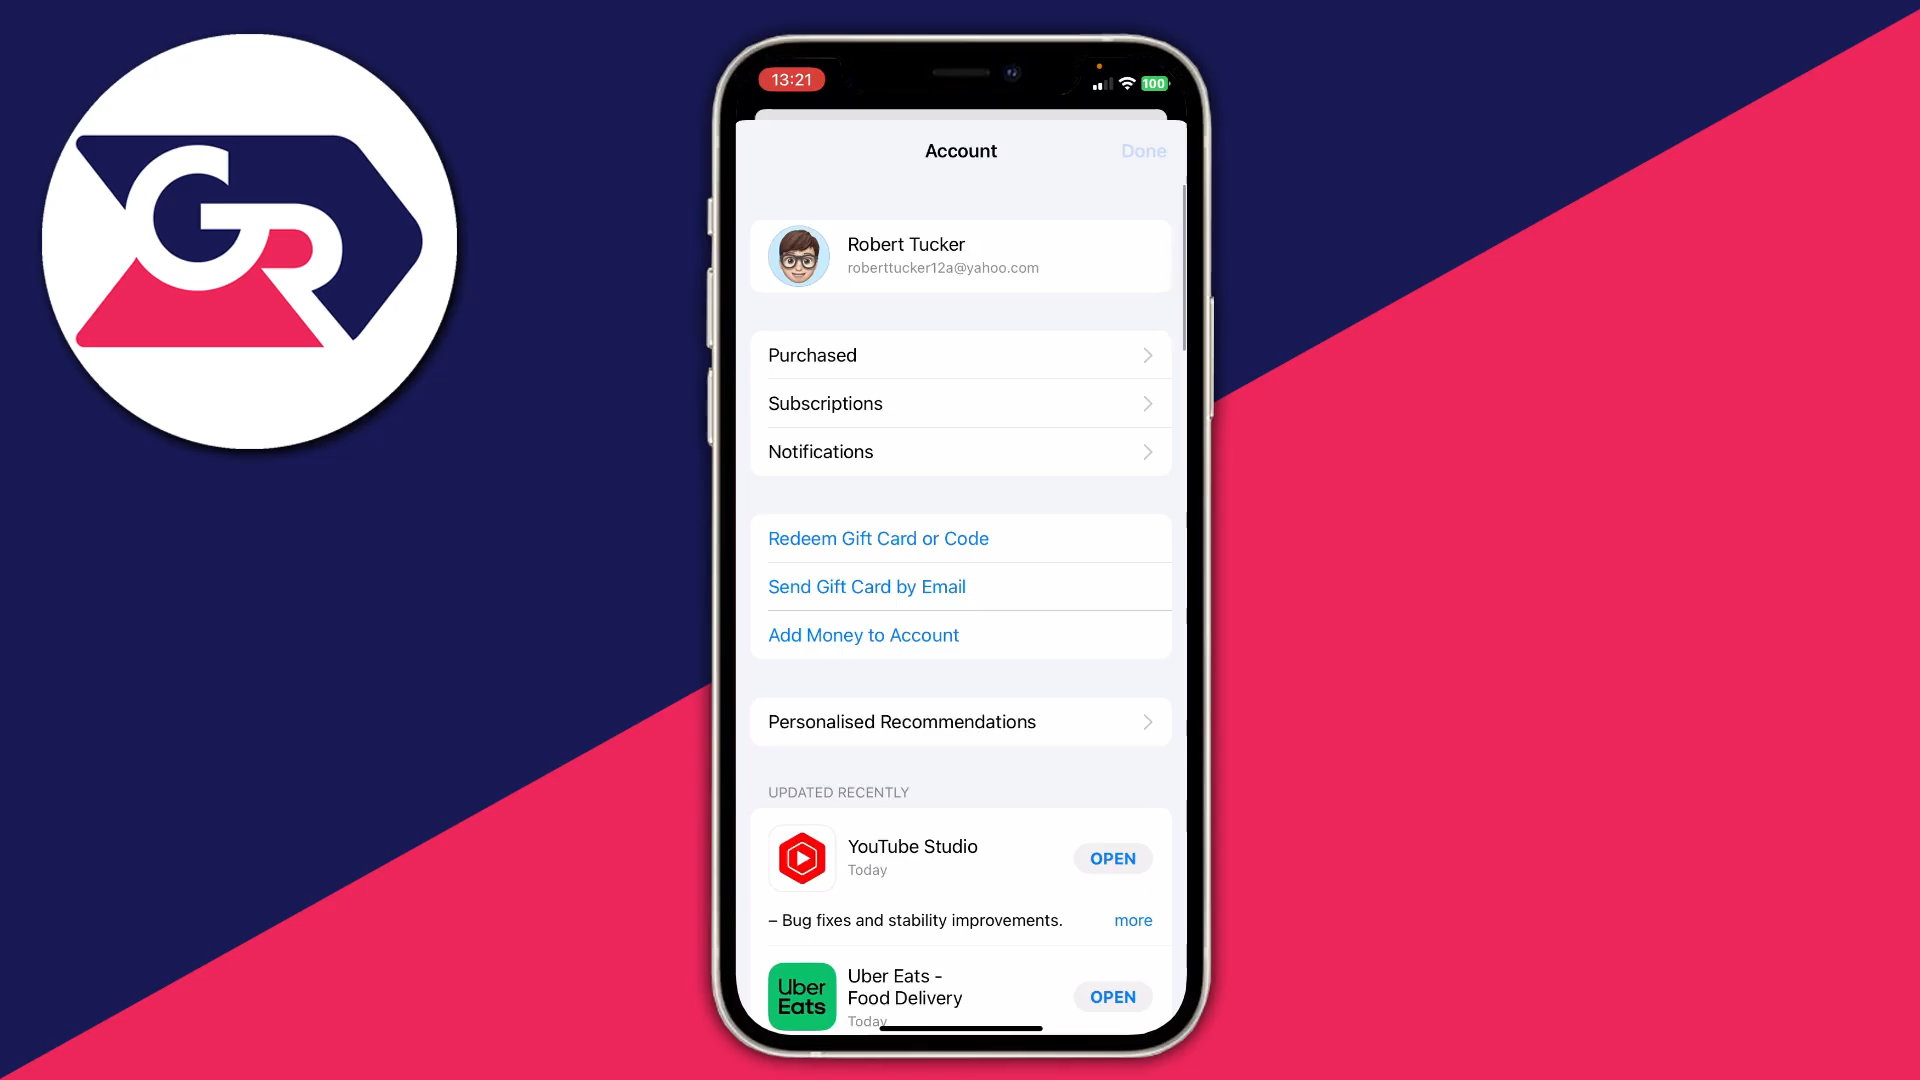 GR
13:21
100
Account
Done
Robert Tucker
roberttucker12a@yahoo.com
Purchased
Subscriptions
Notifications
Redeem Gift Card or Code
Send Gift Card by Email
Add Money to Account
Personalised Recommendations
UPDATED RECENTLY
YouTube Studio
Today
OPEN
– Bug fixes and stability improvements.
more
Uber
Eats
Uber Eats -
Food Delivery
Today
OPEN